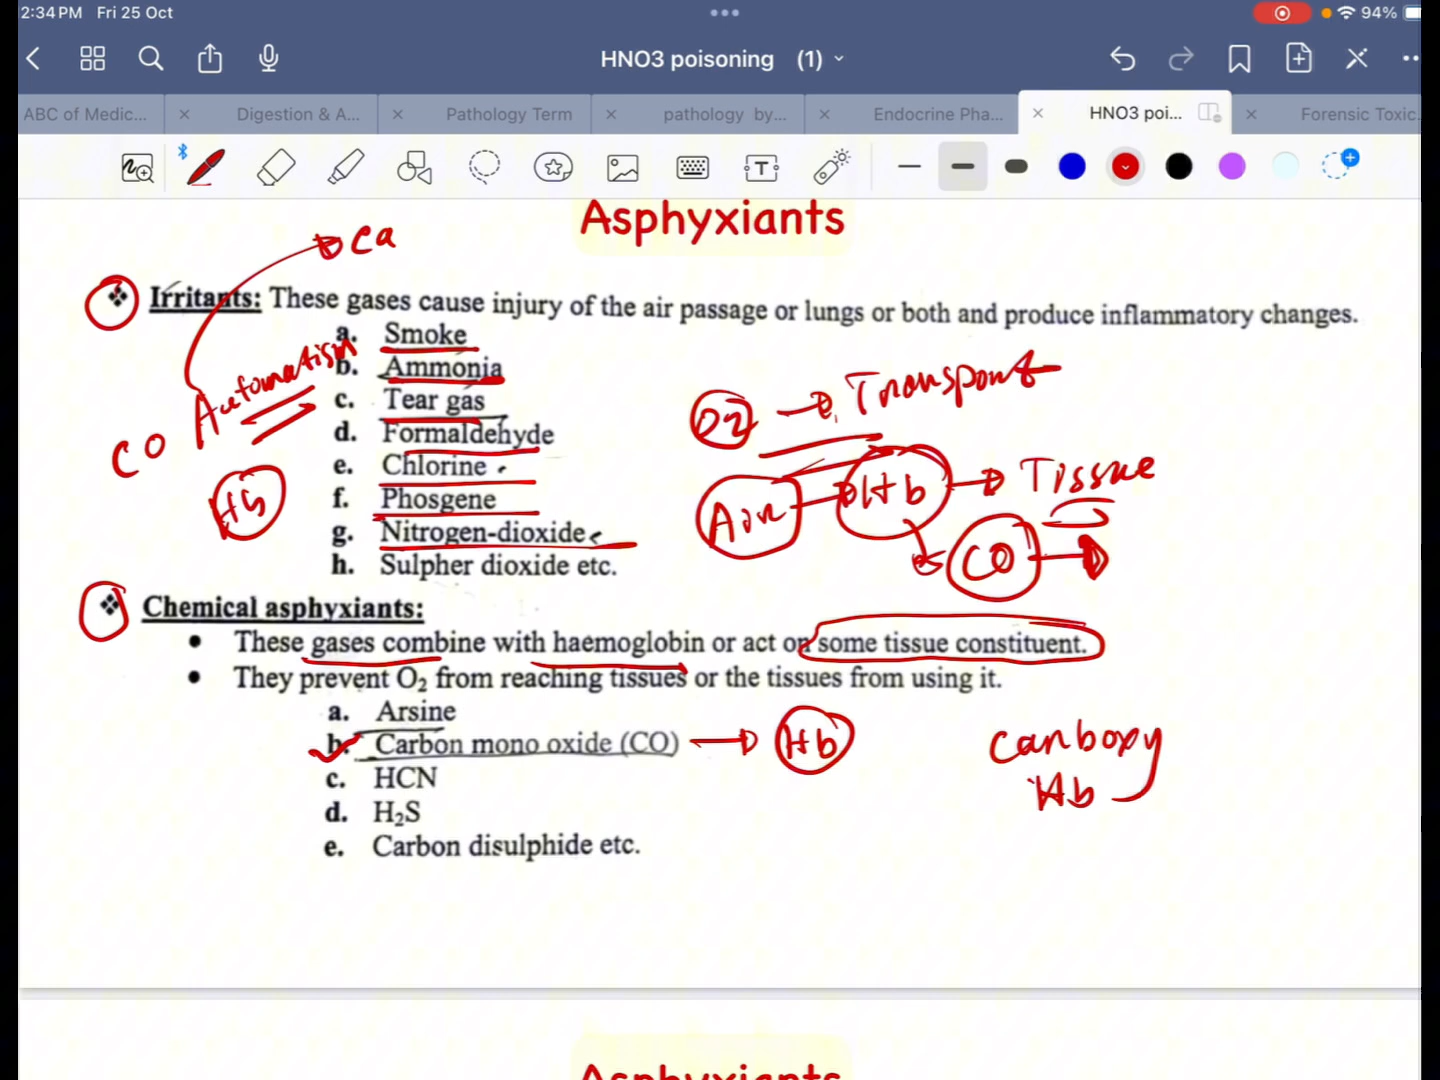 2:34 PM Fri 25 Oct
94%
HNO3 poisoning (1)
ABC of Medic...
Digestion & A...
Pathology Term
pathology by...
Endocrine Pha...
HNO3 poi...
Forensic Toxic.
Asphyxiants
Ca
❖ Irritants: These gases cause injury of the air passage or lungs or both and produce inflammatory changes.
a. Smoke
b. Ammonia
c. Tear gas
d. Formaldehyde
e. Chlorine
f. Phosgene
g. Nitrogen-dioxide
h. Sulpher dioxide etc.
CO Automatism
Hb
O2 → Transport
Air → Hb → Tissue
CO
❖ Chemical asphyxiants:
• These gases combine with haemoglobin or act on some tissue constituent.
• They prevent O₂ from reaching tissues or the tissues from using it.
a. Arsine
b. Carbon mono oxide (CO) → Hb
c. HCN
d. H₂S
e. Carbon disulphide etc.
Carboxy
Hb
Asphyxiants